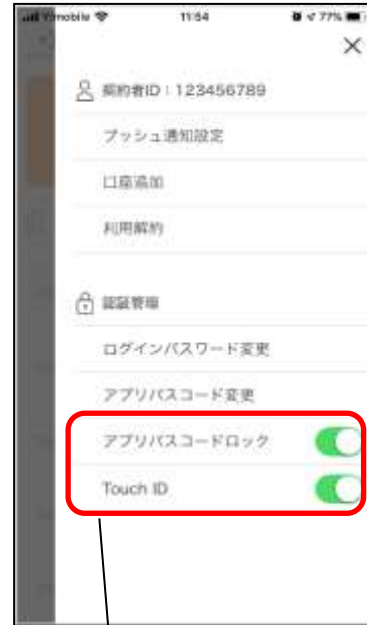 Y!mobile 11:54 77%
契約者ID：123456789
プッシュ通知設定
口座追加
利用解約
認証管理
ログインパスワード変更
アプリパスコード変更
アプリパスコードロック
Touch ID